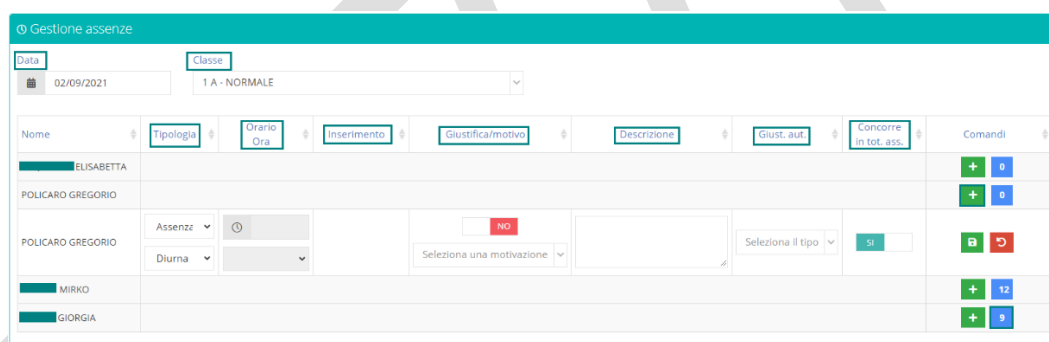 Gestione assenze
Data Classe
02/09/2021 1 A - NORMALE
Nome Tipologia Orario Ora Inserimento Giustifica/motivo Descrizione Giust. aut. Concorre in tot. ass. Comandi
ELISABETTA + 0
POLICARO GREGORIO + 0
Assenza NO
POLICARO GREGORIO Seleziona il tipo SI
Diurna Seleziona una motivazione
MIRKO + 12
GIORGIA + 9